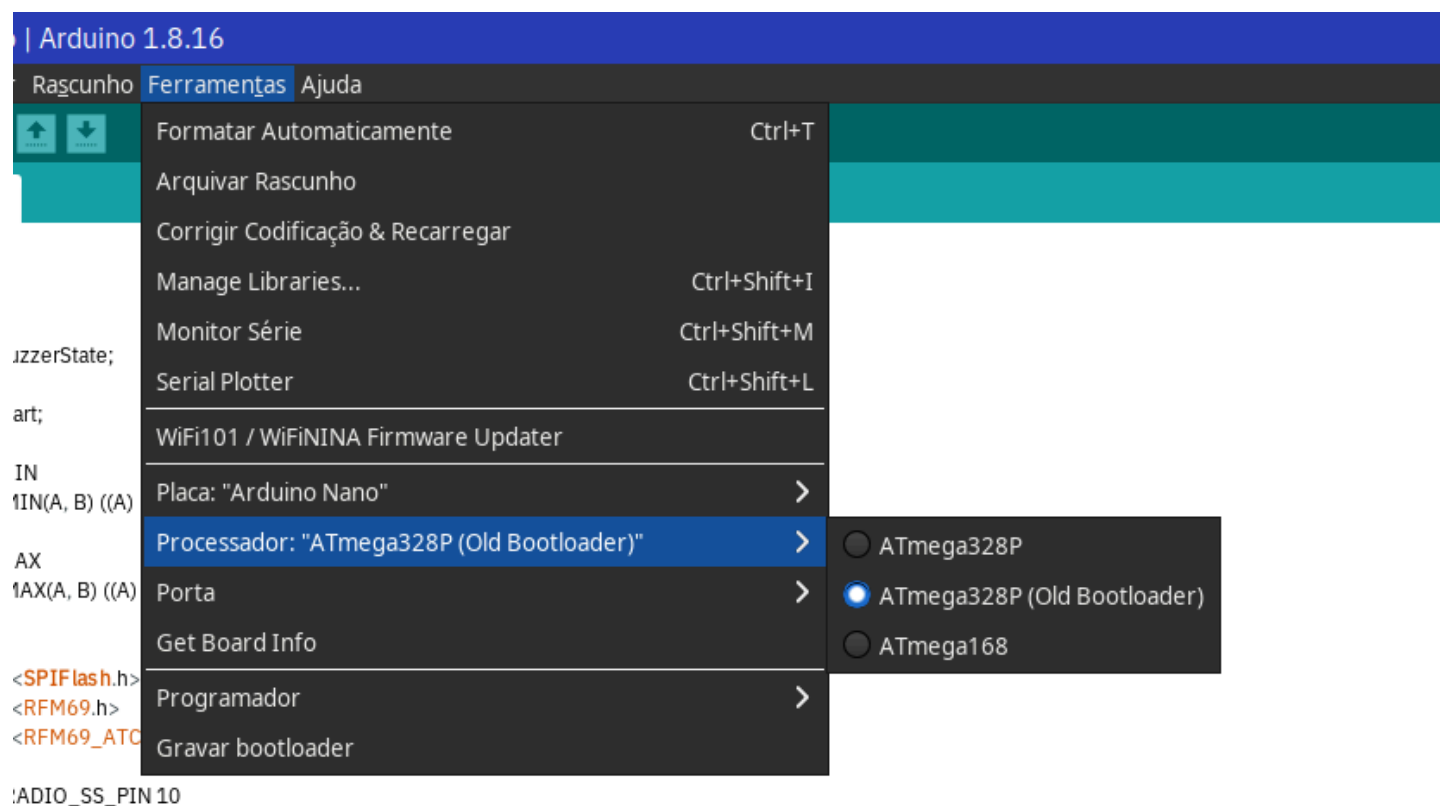 | Arduino 1.8.16
Rascunho Ferramentas Ajuda
Formatar Automaticamente Ctrl+T
Arquivar Rascunho
Corrigir Codificação & Recarregar
Manage Libraries... Ctrl+Shift+I
Monitor Série Ctrl+Shift+M
Serial Plotter Ctrl+Shift+L
WiFi101 / WiFiNINA Firmware Updater
Placa: "Arduino Nano"
Processador: "ATmega328P (Old Bootloader)"
Porta
Get Board Info
Programador
Gravar bootloader
ATmega328P
ATmega328P (Old Bootloader)
ATmega168
uzzerState;
art;
IN
MIN(A, B) ((A)
AX
MAX(A, B) ((A)
<SPIFlash.h>
<RFM69.h>
<RFM69_ATC
RADIO_SS_PIN 10